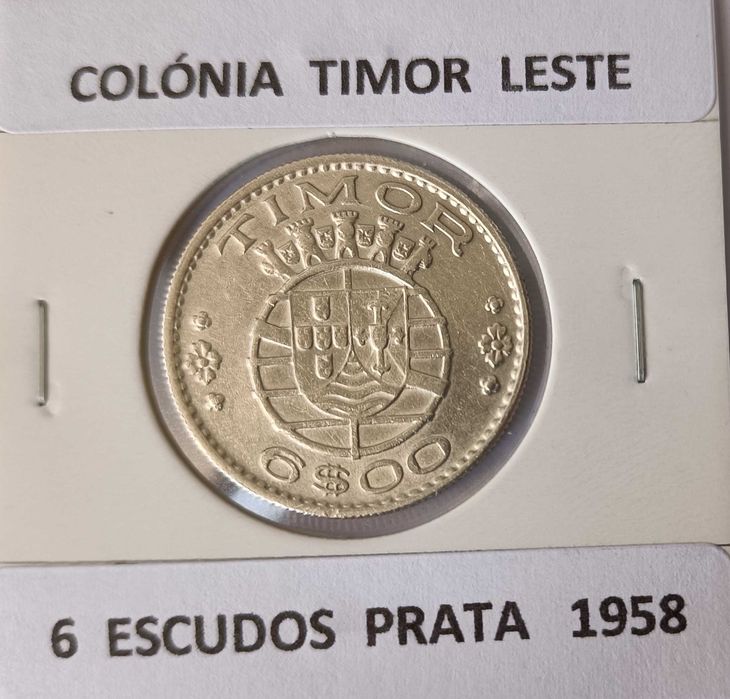 COLÓNIA TIMOR LESTE
TIMOR
6$00
6 ESCUDOS PRATA 1958